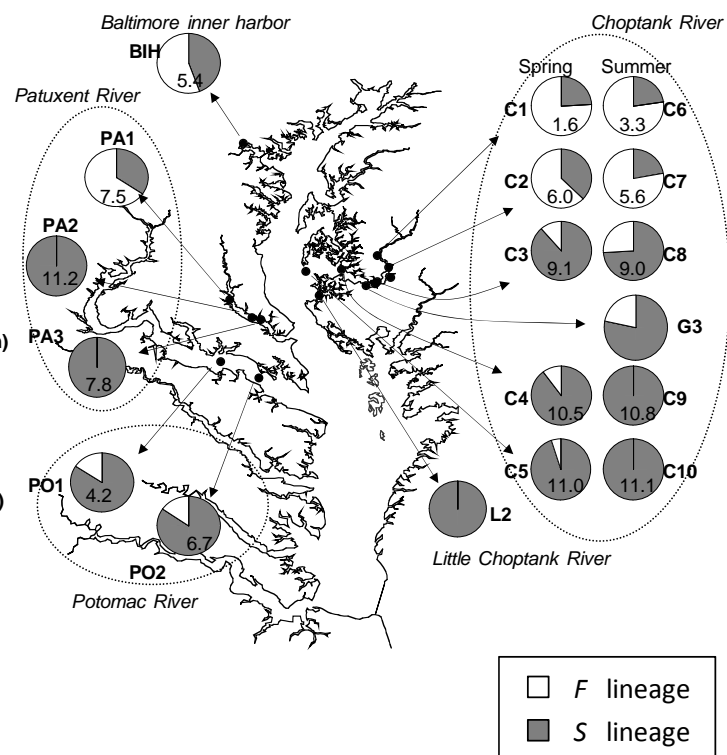 Baltimore inner harbor
BIH
5.4
Patuxent River
PA1
7.5
PA2
11.2
PA3
7.8
)
PO1
4.2
)
PO2
6.7
Potomac River
Choptank River
Spring Summer
C1 1.6 3.3 C6
C2 6.0 5.6 C7
C3 9.1 9.0 C8
G3
C4 10.5 10.8 C9
C5 11.0 11.1 C10
L2
Little Choptank River
F lineage
S lineage